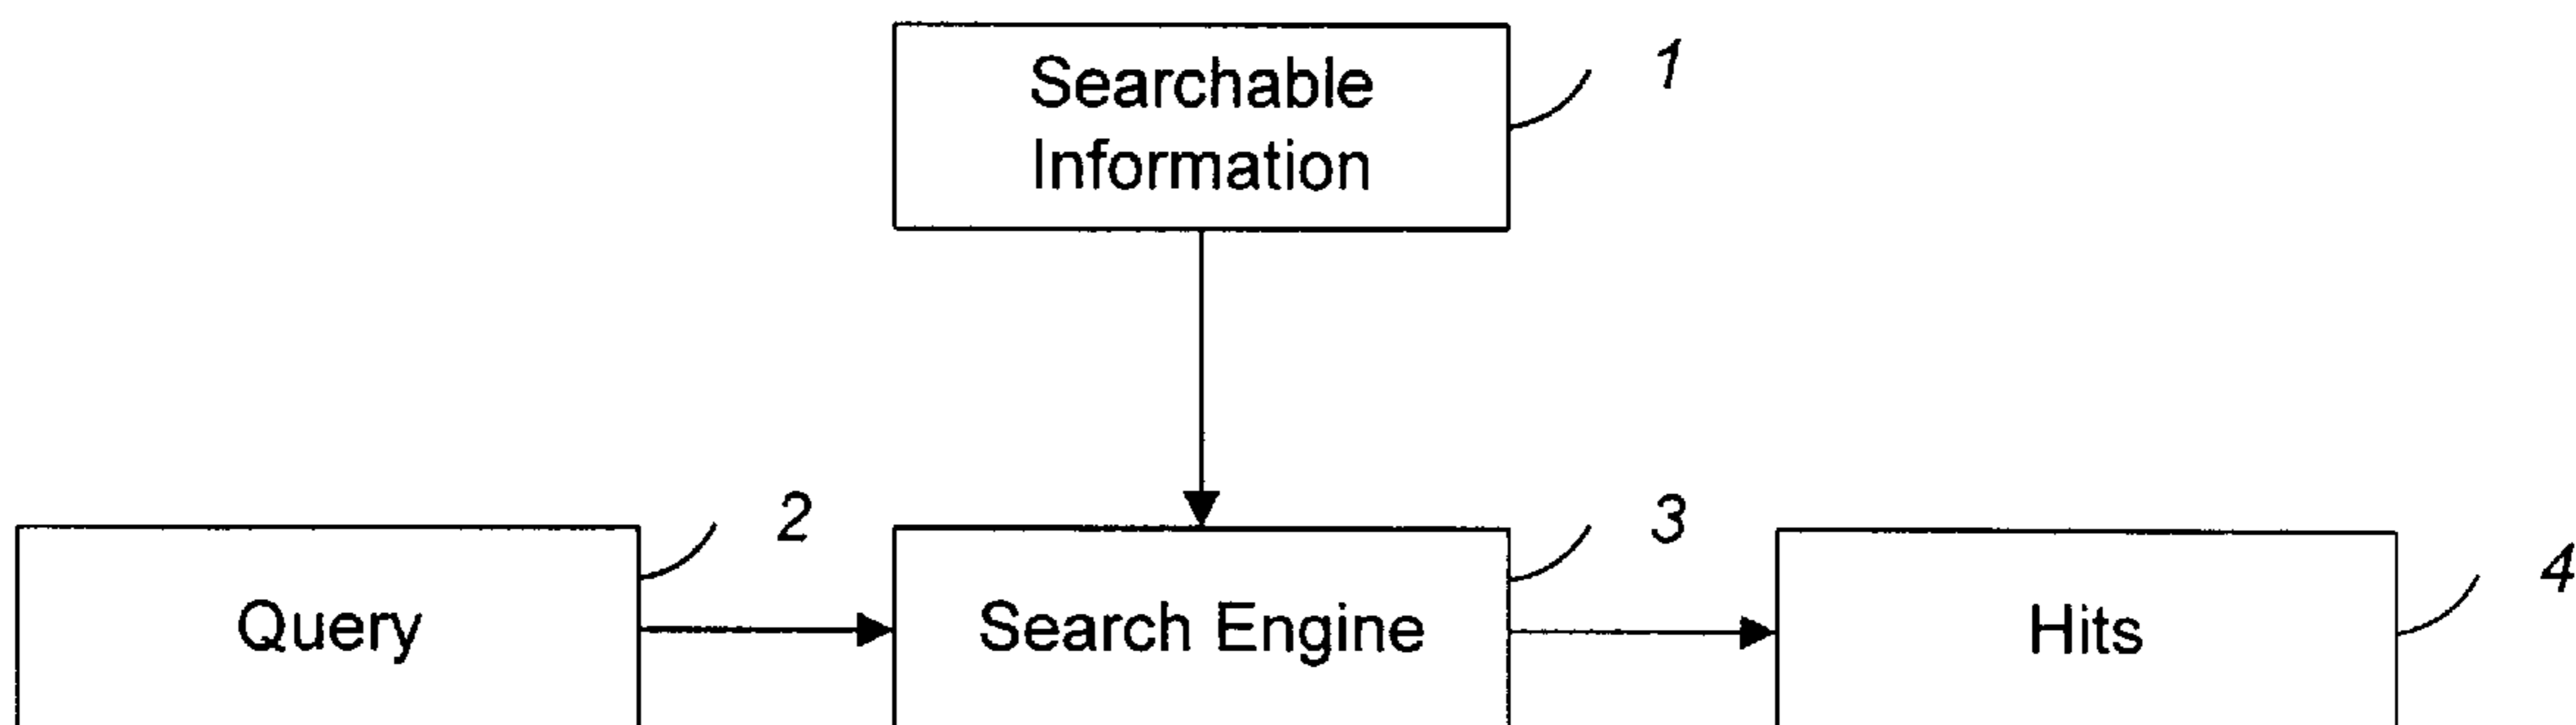 Searchable
Information
1
2
3
4
Query
Search Engine
Hits